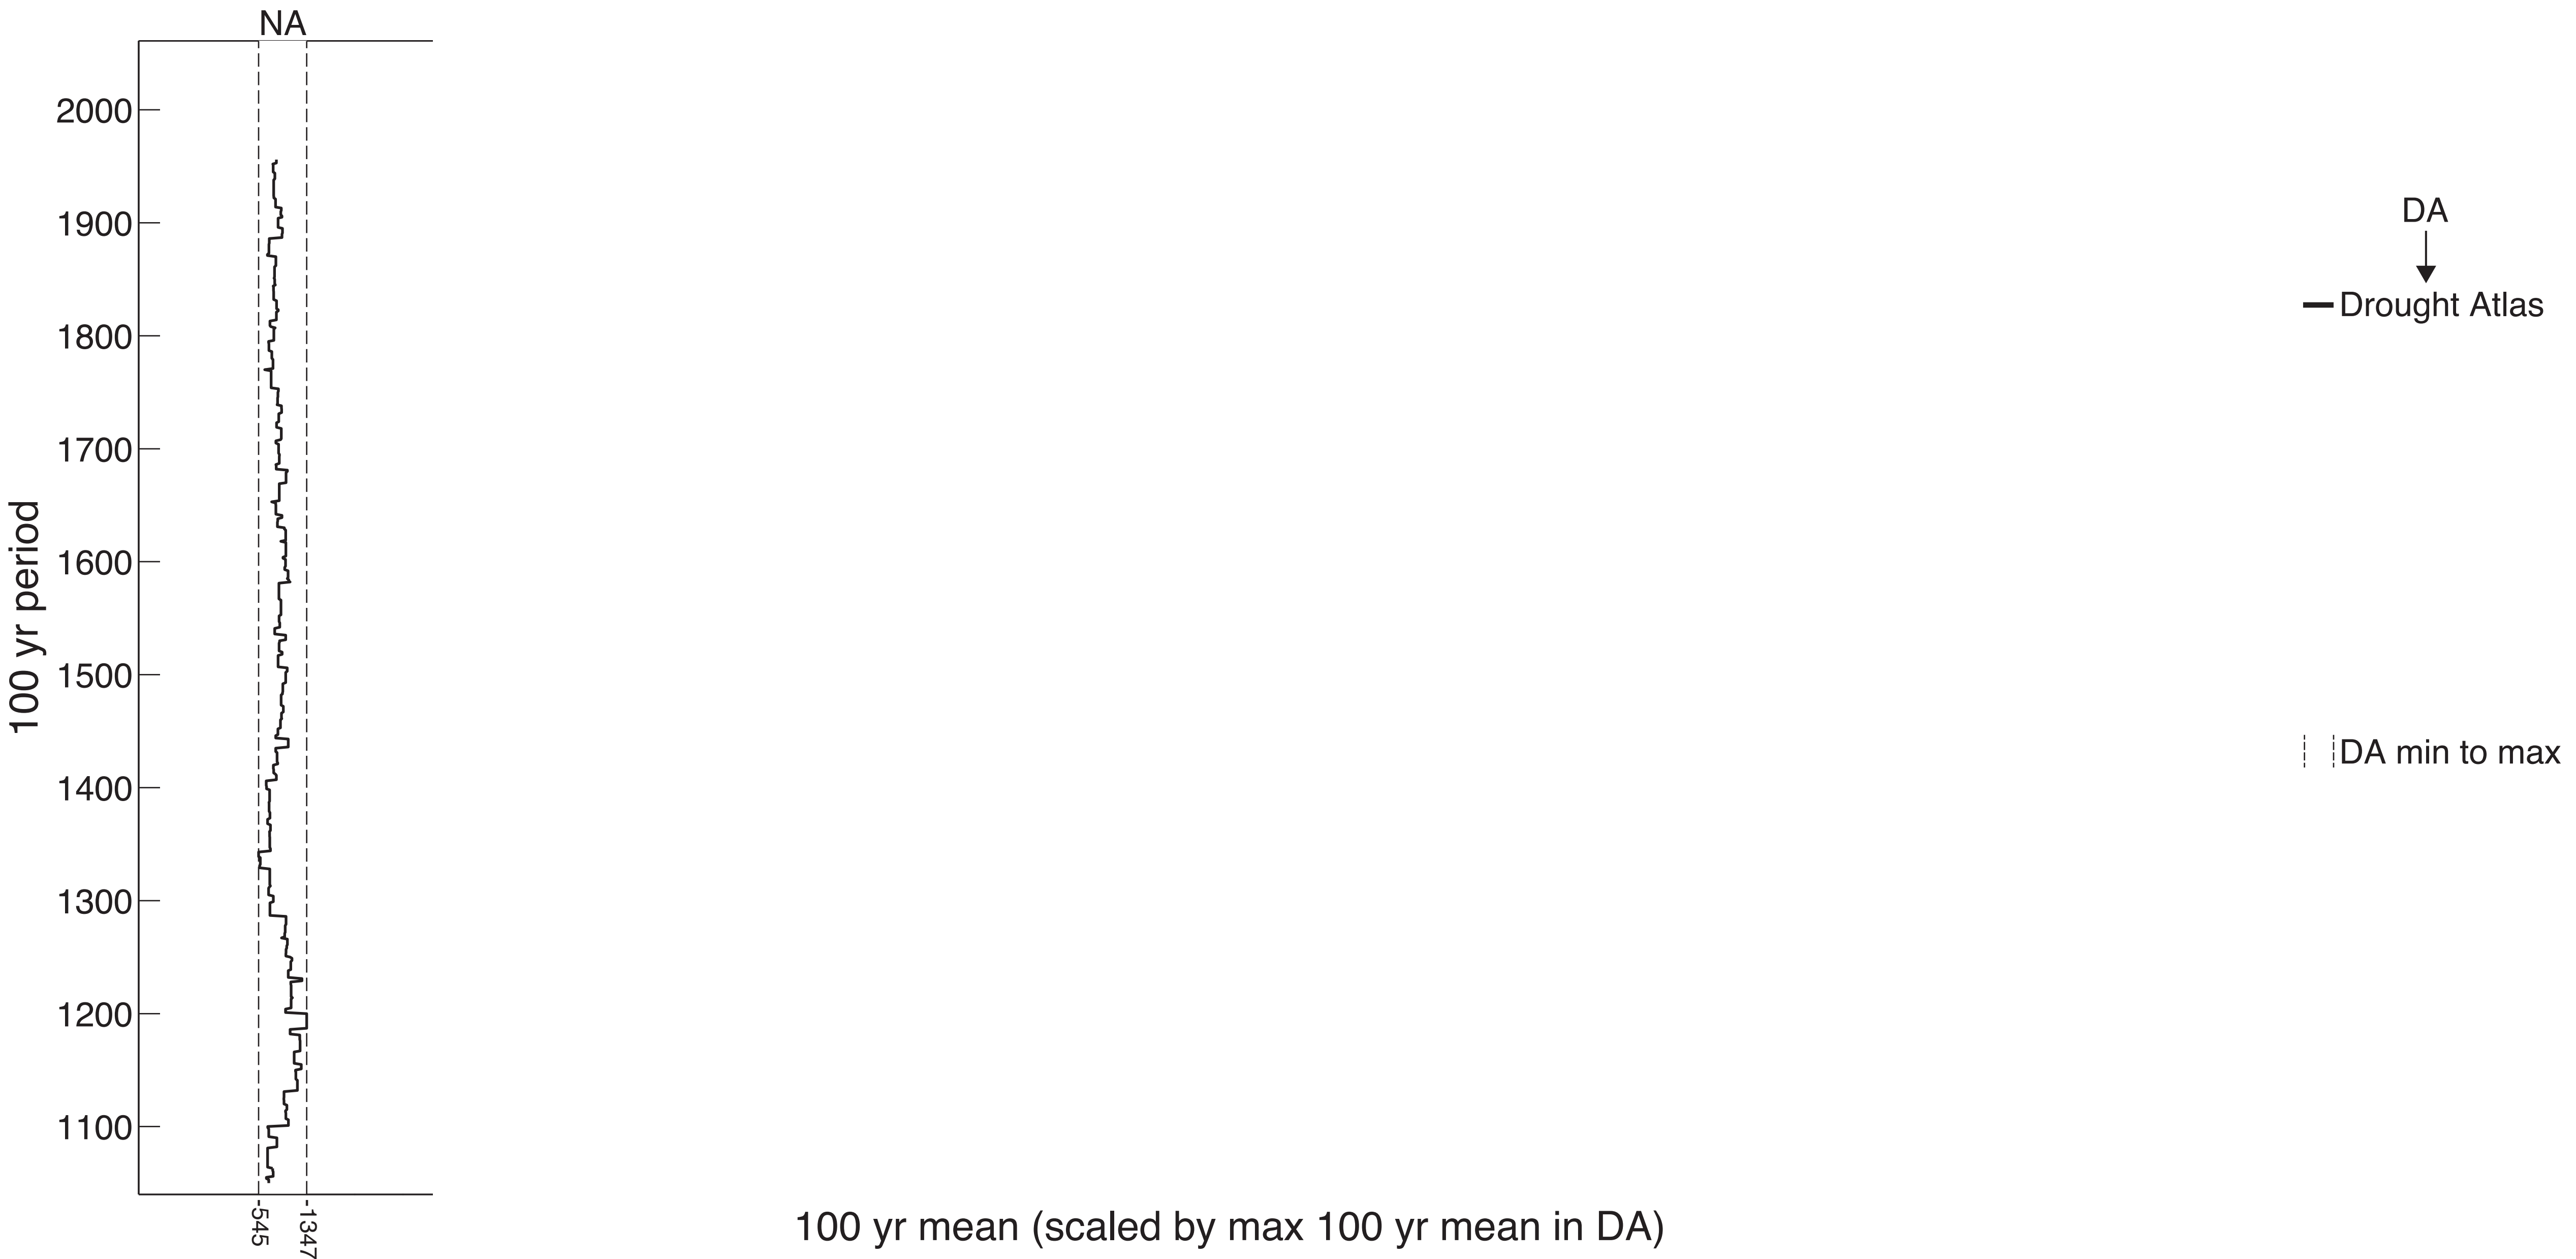 NA
2000
1900
1800
1700
1600
1500
1400
1300
1200
1100
100 yr period
-545
-1347
100 yr mean (scaled by max 100 yr mean in DA)
DA
Drought Atlas
DA min to max